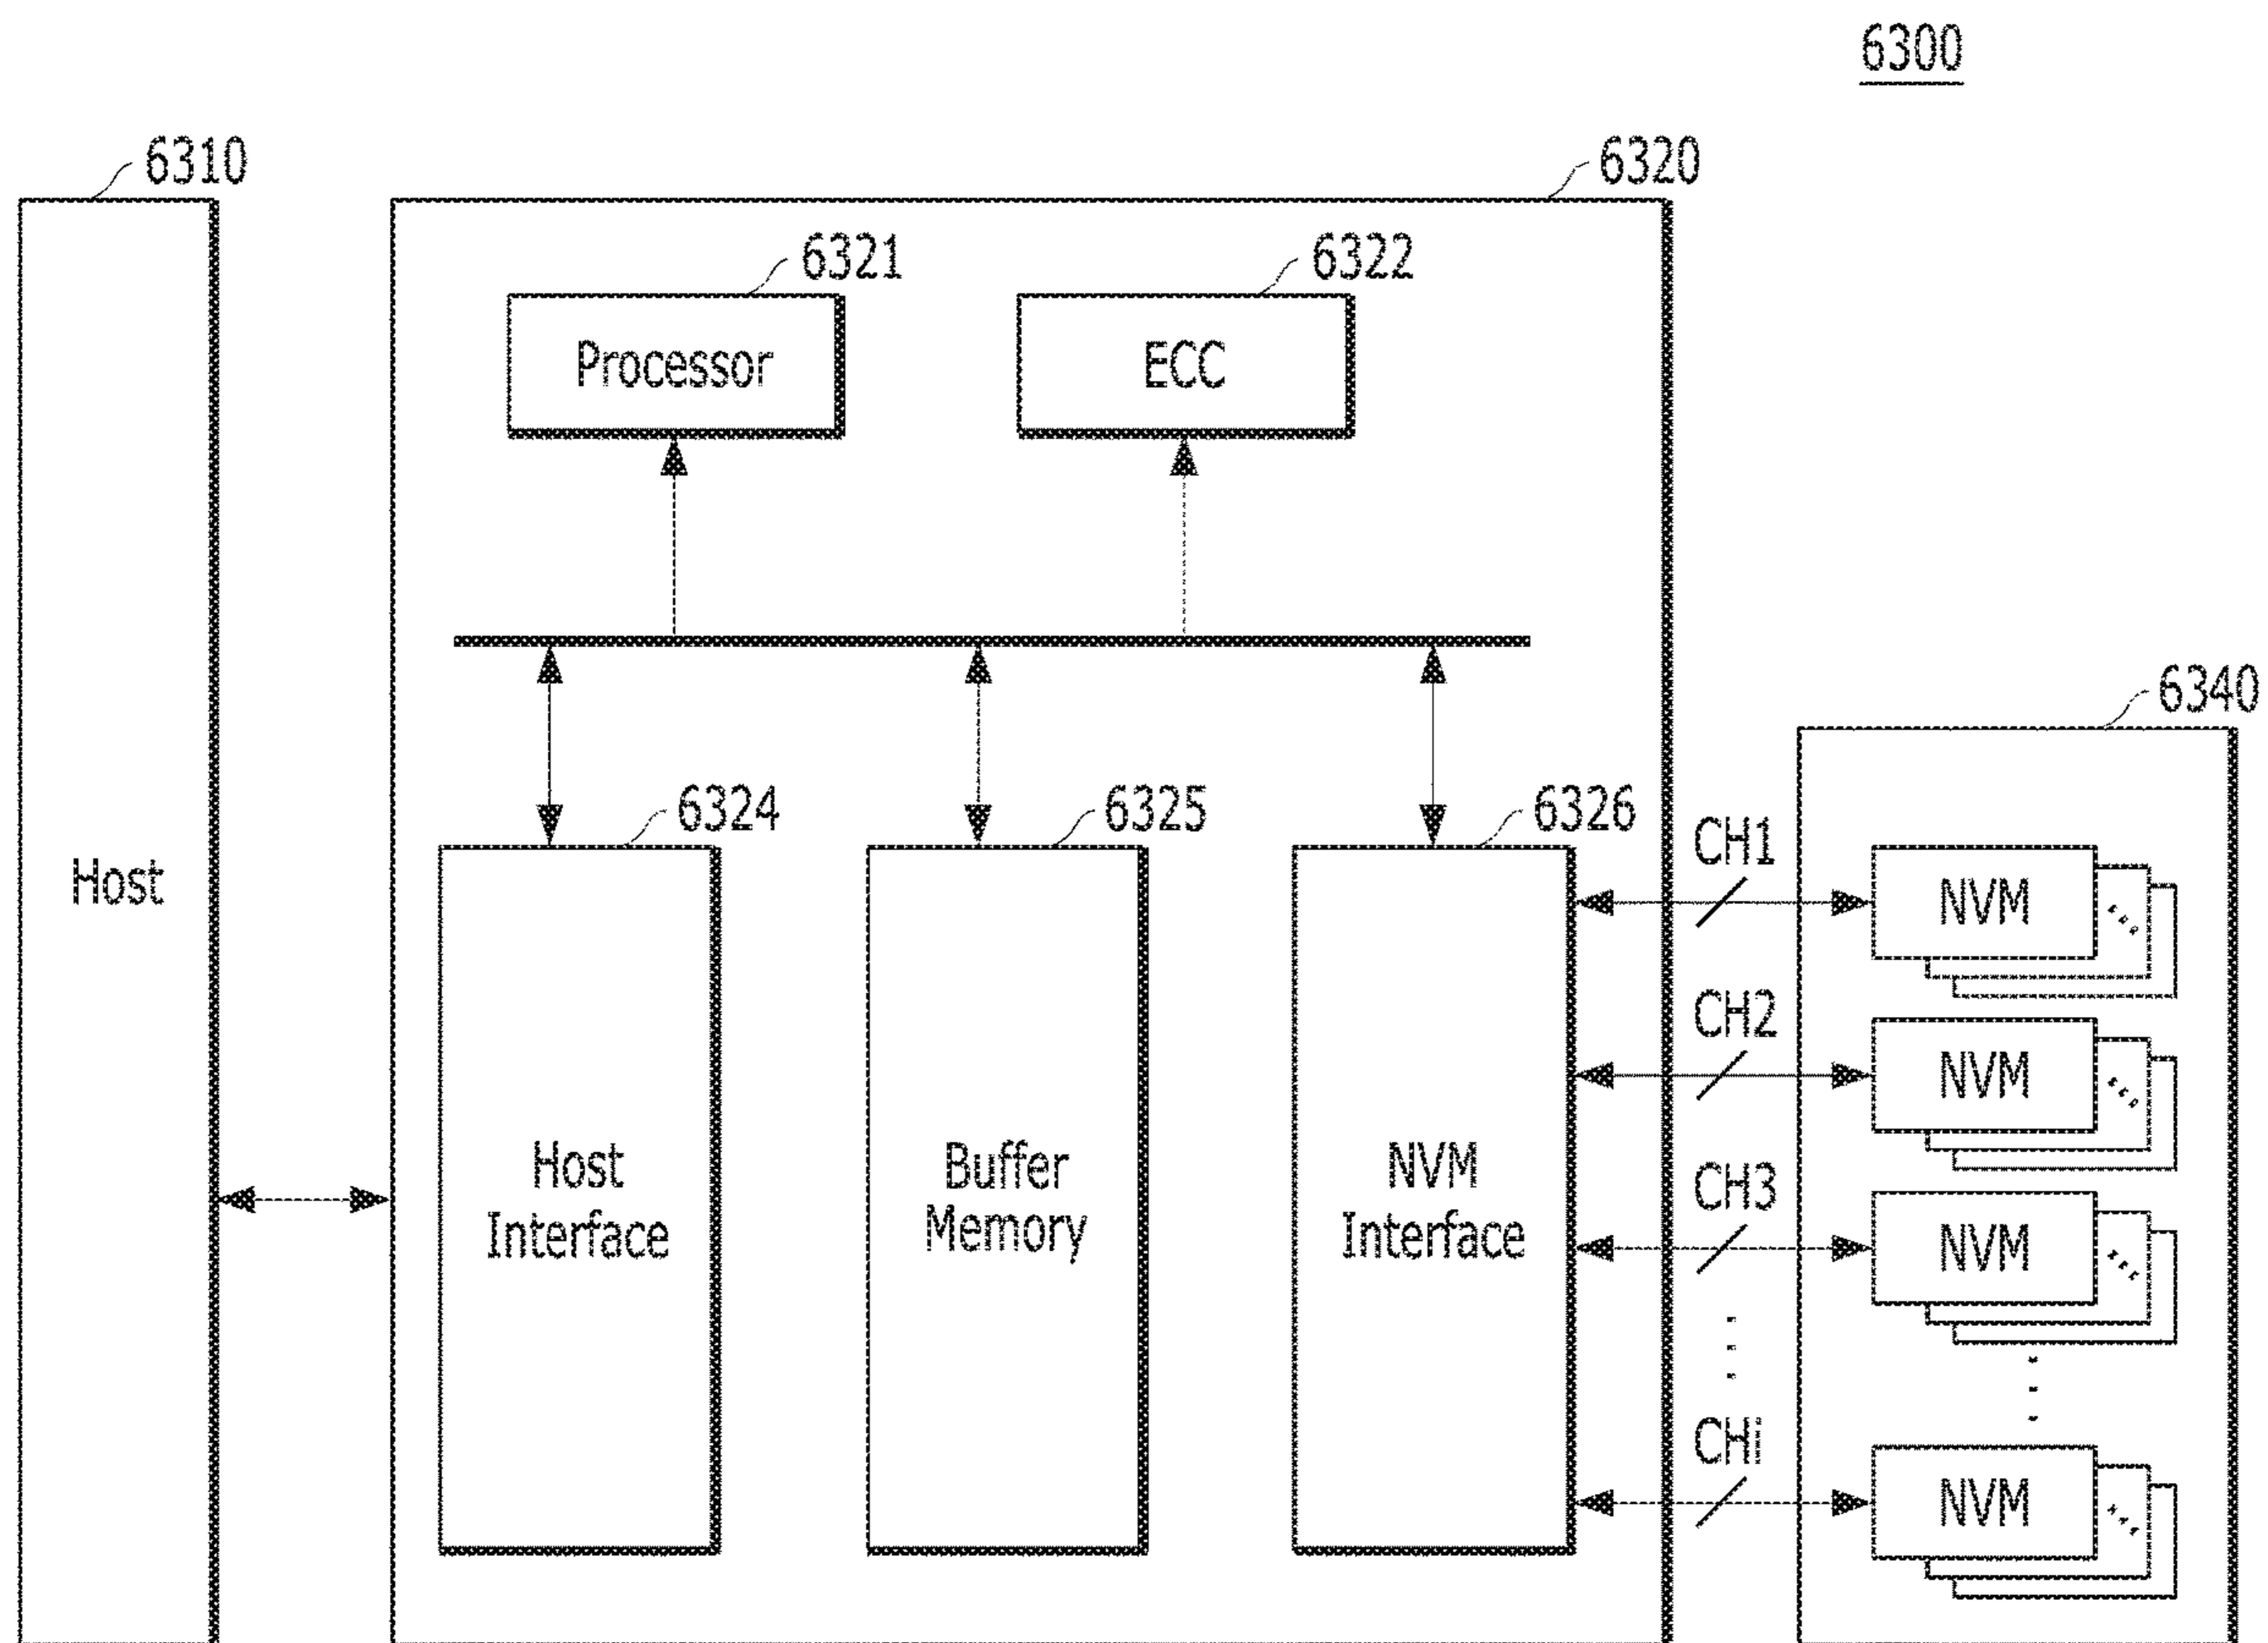 6300
6310
6320
6321
6322
Processor
ECC
6340
6324
6325
6326
CH1
Host
NVM
CH2
NVM
Host
Interface
Buffer
Memory
NVM
Interface
CH3
NVM
CHi
NVM